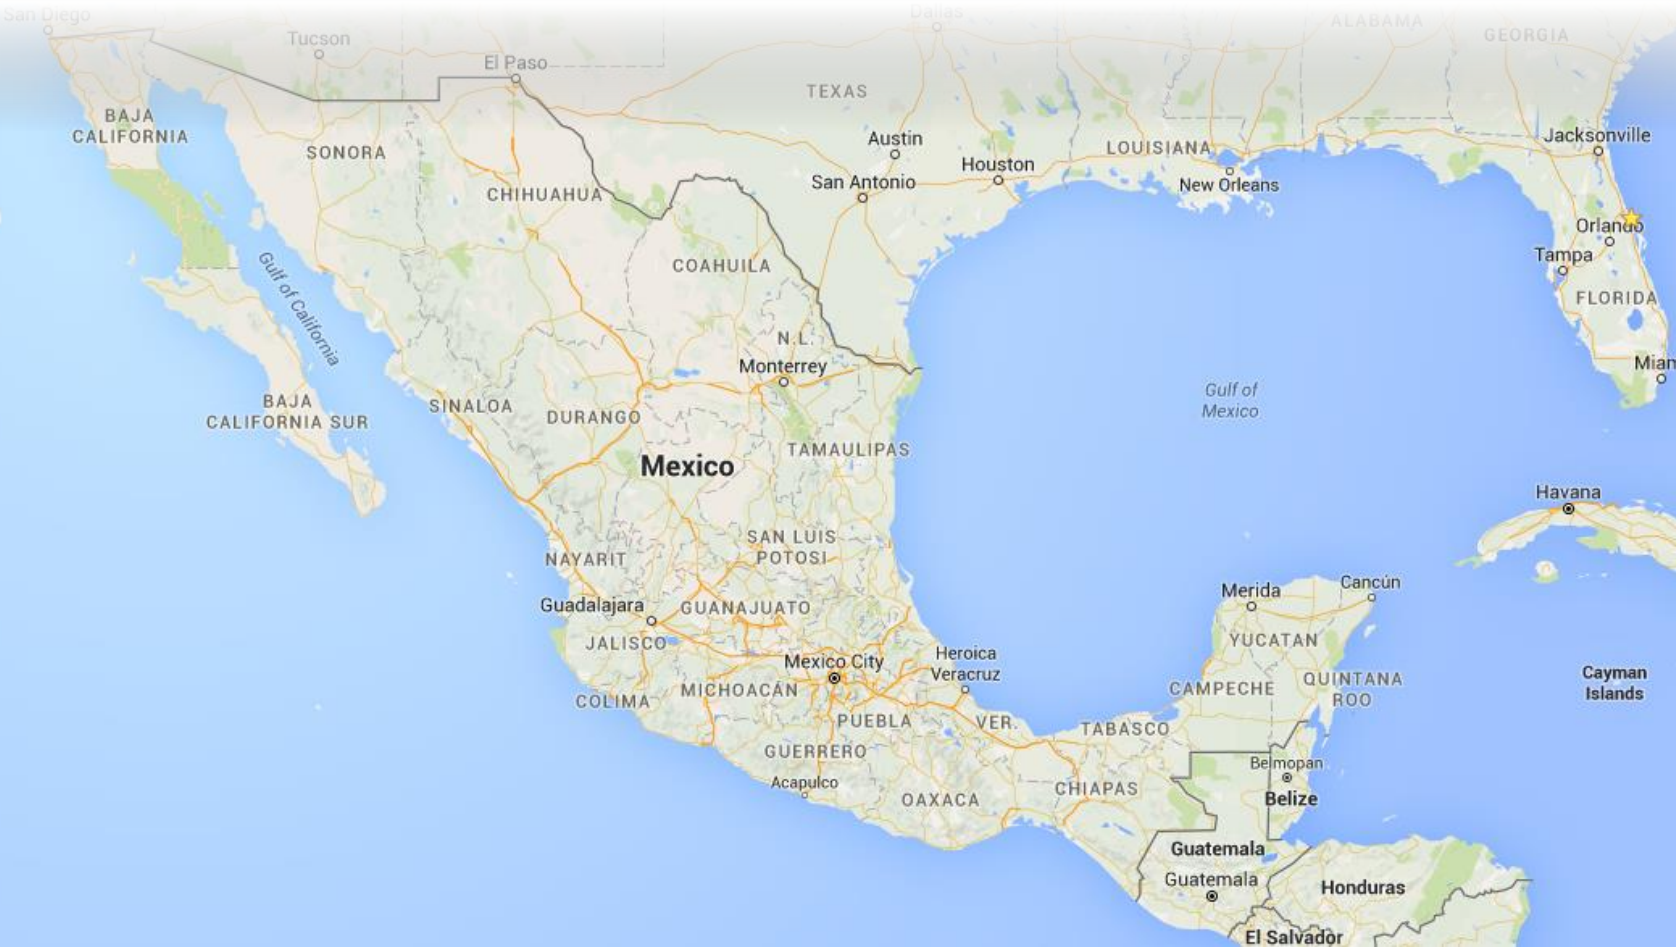 San Diego
Dallas
ALABAMA
GEORGIA
Tucson
El Paso
TEXAS
BAJA
CALIFORNIA
SONORA
CHIHUAHUA
Austin
San Antonio
Houston
LOUISIANA
New Orleans
Jacksonville
Orlando
Tampa
FLORIDA
Miam
Gulf of California
COAHUILA
N.L.
Monterrey
BAJA
CALIFORNIA SUR
SINALOA
DURANGO
Mexico
TAMAULIPAS
Gulf of
Mexico
Havana
SAN LUIS
POTOSI
NAYARIT
Guadalajara
GUANAJUATO
JALISCO
Merida
Cancún
YUCATAN
Mexico City
Heroica
Veracruz
COLIMA
MICHOACÁN
PUEBLA
VER.
TABASCO
CAMPECHE
QUINTANA
ROO
Cayman
Islands
GUERRERO
Acapulco
OAXACA
CHIAPAS
Belmopan
Belize
Guatemala
Guatemala
Honduras
El Salvador